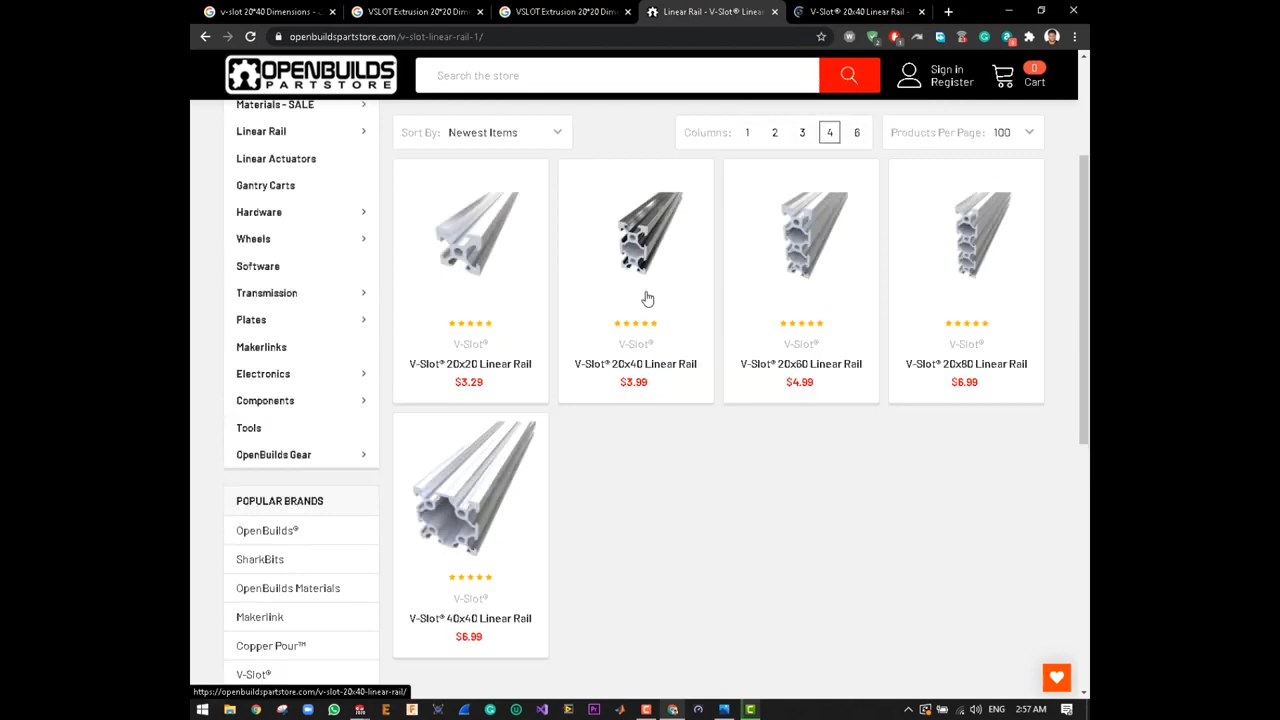 v-slot 20*40 Dimensions -
VSLOT Extrusion 20*20 Dime
VSLOT Extrusion 20*20 Dime
Linear Rail - V-Slot® Linear
V-Slot® 20x40 Linear Rail -
openbuildspartstore.com/v-slot-linear-rail-1/
OPENBUILDS
PARTSTORE
Search the store
Sign in
Register
0
Cart
Materials - SALE
Linear Rail
Linear Actuators
Gantry Carts
Hardware
Wheels
Software
Transmission
Plates
Makerlinks
Electronics
Components
Tools
OpenBuilds Gear
POPULAR BRANDS
OpenBuilds®
SharkBits
OpenBuilds Materials
Makerlink
Copper Pour™
V-Slot®
Sort By: Newest Items
Columns: 1 2 3 4 6
Products Per Page: 100
V-Slot®
V-Slot® 20x20 Linear Rail
$3.29
V-Slot®
V-Slot® 20x40 Linear Rail
$3.99
V-Slot®
V-Slot® 20x60 Linear Rail
$4.99
V-Slot®
V-Slot® 20x80 Linear Rail
$6.99
V-Slot®
V-Slot® 40x40 Linear Rail
$6.99
https://openbuildspartstore.com/v-slot-20x40-linear-rail/
ENG 2:57 AM